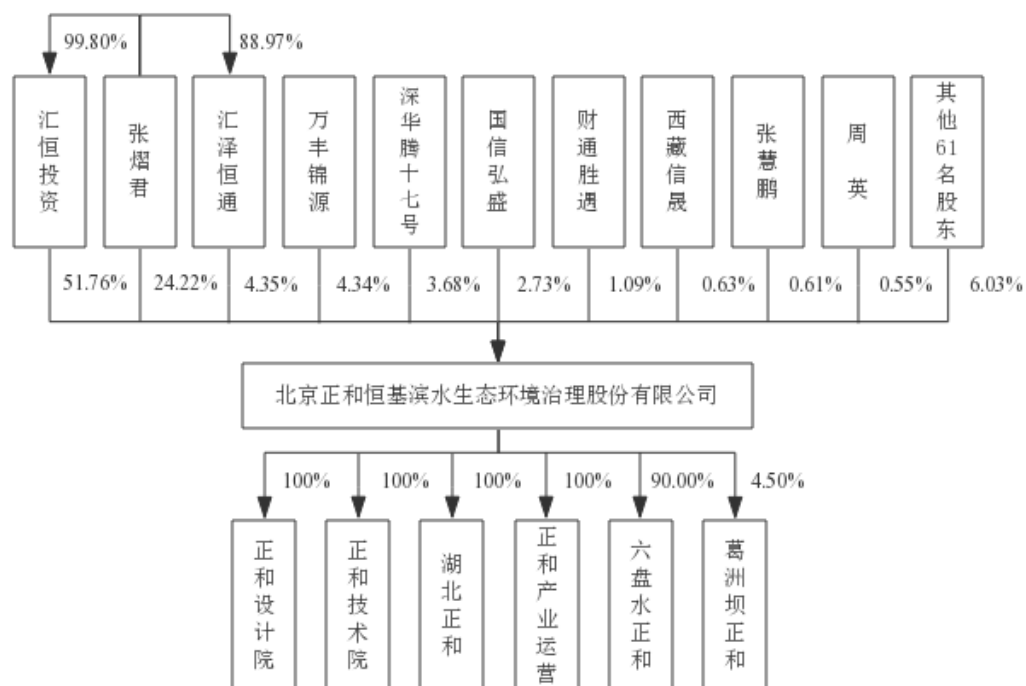 99.80%
88.97%
汇恒投资
张熠君
汇泽恒通
万丰锦源
深华腾十七号
国信弘盛
财通胜遇
西藏信晟
张慧鹏
周英
其他61名股东
51.76%
24.22%
4.35%
4.34%
3.68%
2.73%
1.09%
0.63%
0.61%
0.55%
6.03%
北京正和恒基滨水生态环境治理股份有限公司
100%
100%
100%
100%
90.00%
4.50%
正和设计院
正和技术院
湖北正和
正和产业运营
六盘水正和
葛洲坝正和